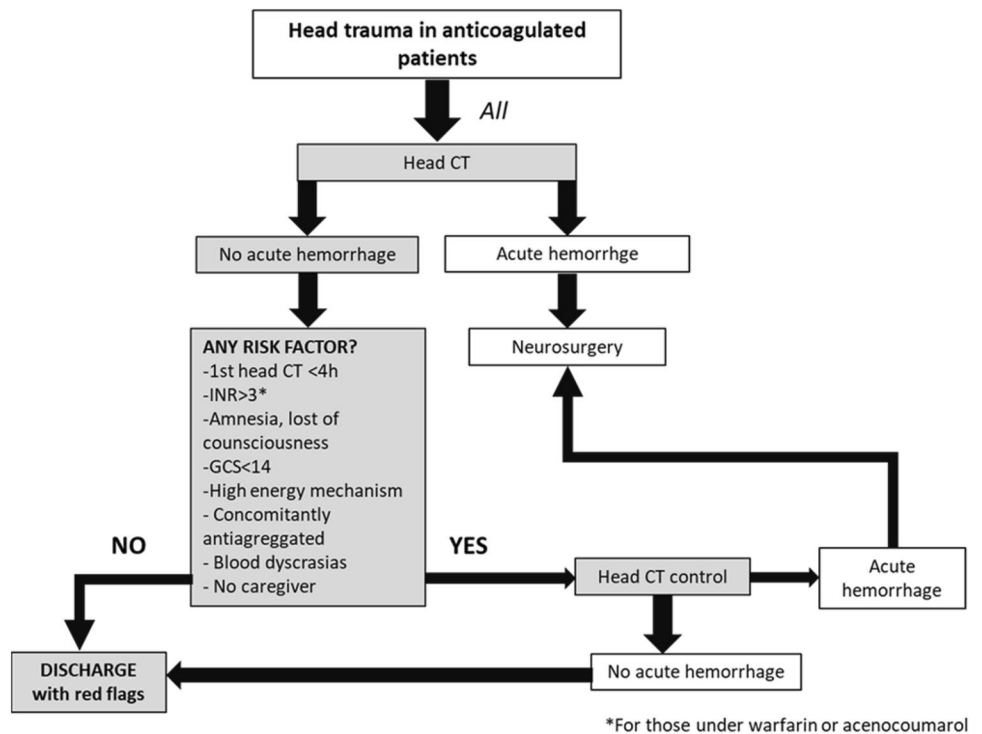 Head trauma in anticoagulated
patients
All
Head CT
No acute hemorrhage
Acute hemorrhge
ANY RISK FACTOR?
-1st head CT <4h
-INR>3*
-Amnesia, lost of
counsciousness
-GCS<14
-High energy mechanism
- Concomitantly
antiagreggated
- Blood dyscrasias
- No caregiver
Neurosurgery
NO
YES
Head CT control
Acute
hemorrhage
DISCHARGE
with red flags
No acute hemorrhage
*For those under warfarin or acenocoumarol